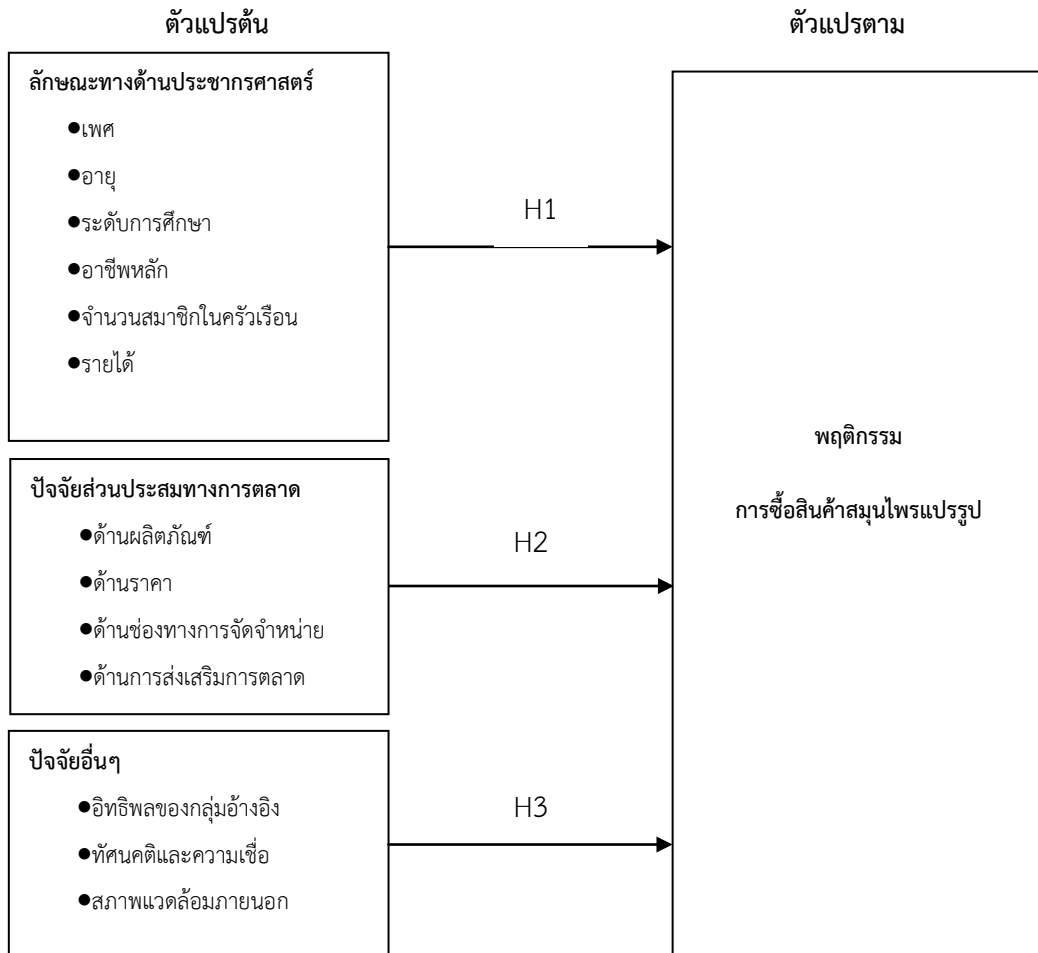 ตัวแปรต้น
ตัวแปรตาม
ลักษณะทางด้านประชากรศาสตร์
●เพศ
●อายุ
●ระดับการศึกษา
●อาชีพหลัก
●จำนวนสมาชิกในครัวเรือน
●รายได้
H1
ปัจจัยส่วนประสมทางการตลาด
●ด้านผลิตภัณฑ์
●ด้านราคา
●ด้านช่องทางการจัดจำหน่าย
●ด้านการส่งเสริมการตลาด
H2
ปัจจัยอื่นๆ
●อิทธิพลของกลุ่มอ้างอิง
●ทัศนคติและความเชื่อ
●สภาพแวดล้อมภายนอก
H3
พฤติกรรม
การซื้อสินค้าสมุนไพรแปรรูป